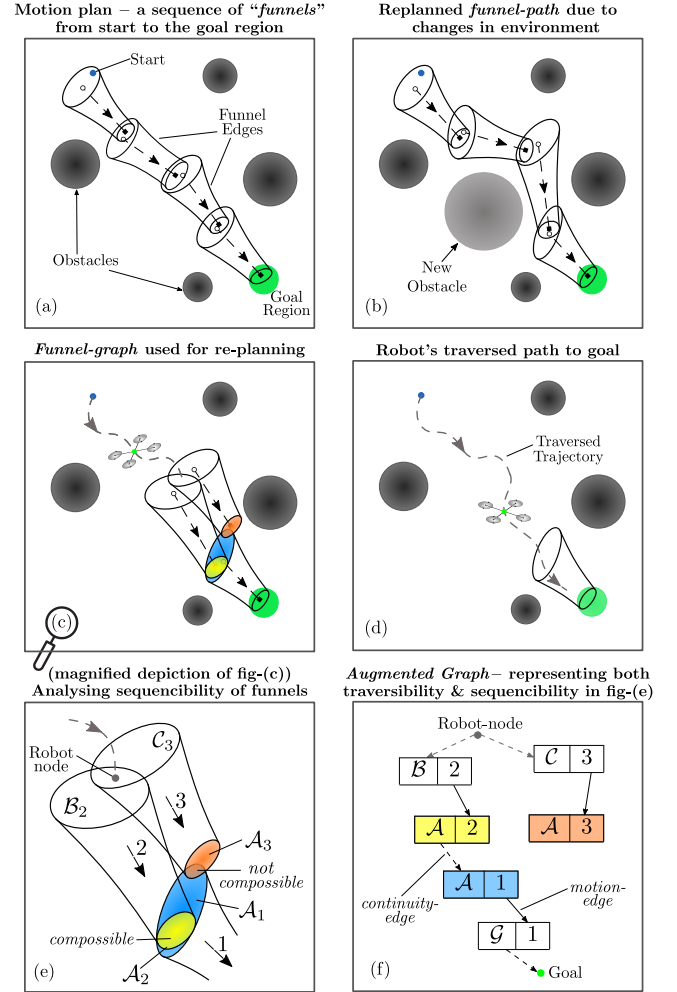 Motion plan – a sequence of “funnels”
from start to the goal region
Start
Funnel
Edges
Obstacles
Goal
Region
(a)
Replanned funnel-path due to
changes in environment
New
Obstacle
(b)
Funnel-graph used for re-planning
(c)
Robot's traversed path to goal
Traversed
Trajectory
(d)
(magnified depiction of fig-(c))
Analysing sequencibility of funnels
Robot
node
C3
B2
3
2
A3
not
compossible
A1
compossible
1
A2
(e)
Augmented Graph– representing both
traversibility & sequencibility in fig-(e)
Robot-node
B 2
C 3
A 2
A 3
A 1
continuity-
edge
motion-
edge
G 1
Goal
(f)